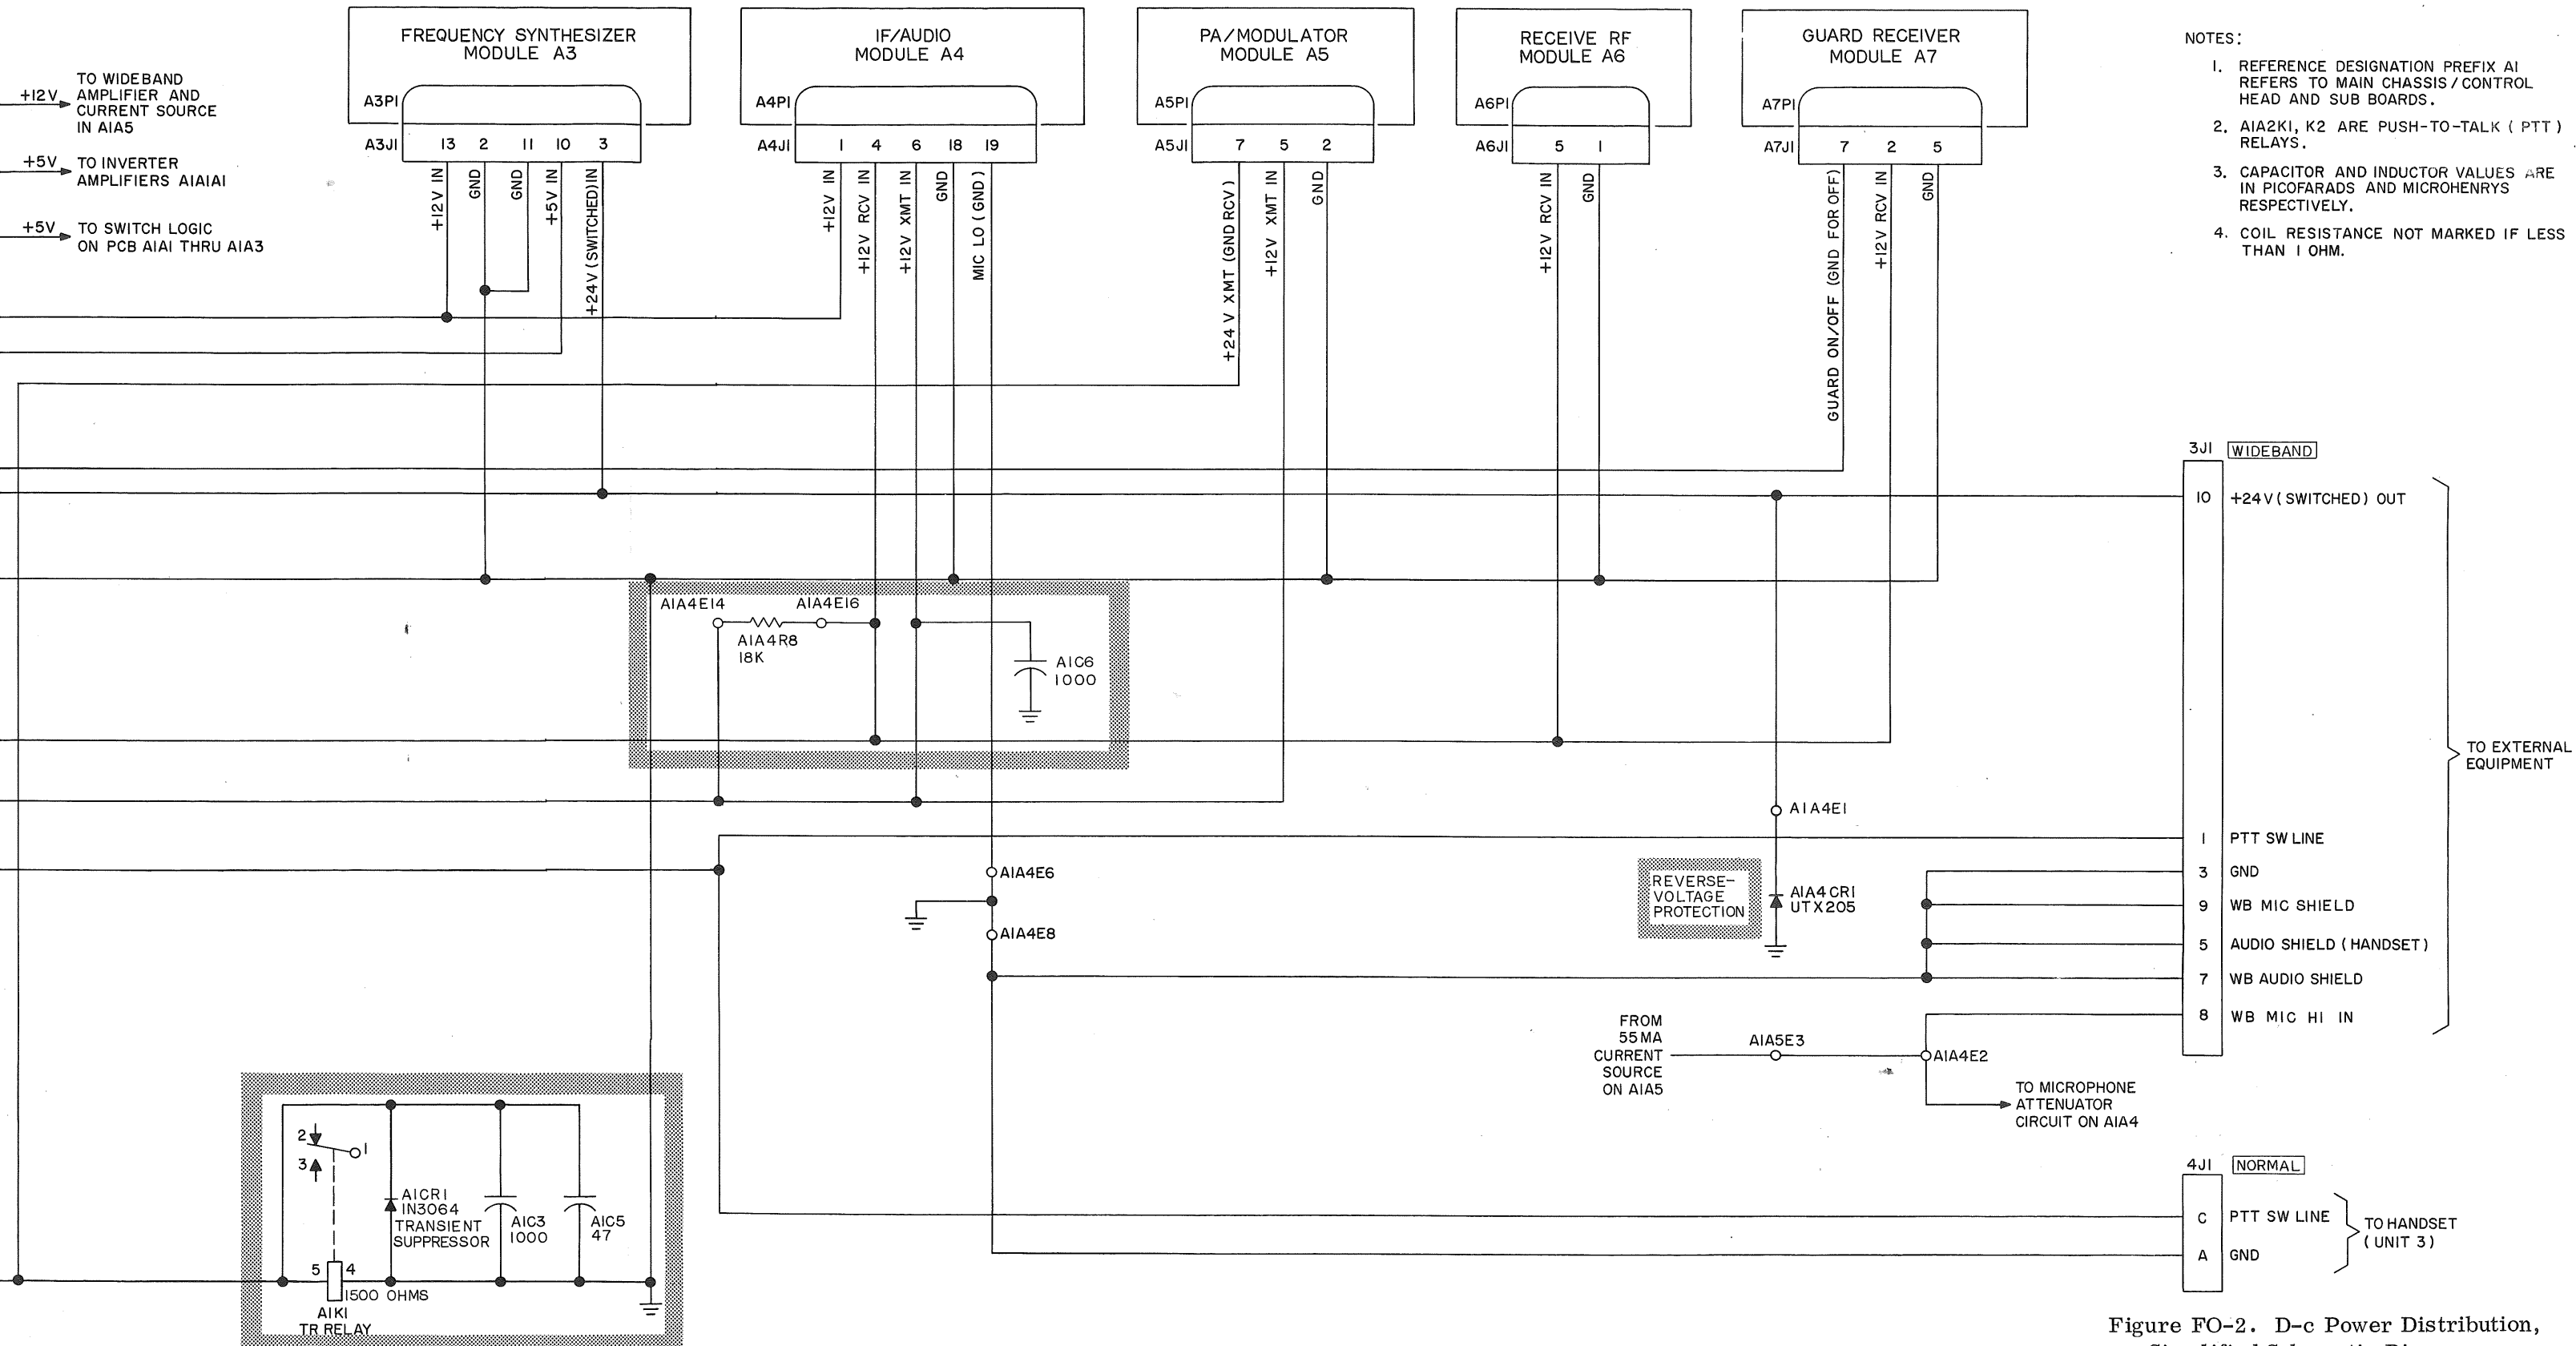 +12V
TO WIDEBAND
AMPLIFIER AND
CURRENT SOURCE
IN A1A5
+5V
TO INVERTER
AMPLIFIERS A1A1A1
+5V
TO SWITCH LOGIC
ON PCB A1A1 THRU A1A3
FREQUENCY SYNTHESIZER
MODULE A3
A3P1
A3J1
13 2 11 10 3
+12V IN
GND
GND
+5V IN
+24V (SWITCHED) IN
IF/AUDIO
MODULE A4
A4P1
A4J1
1 4 6 18 19
+12V IN
+12V RCV IN
+12V XMT IN
GND
MIC LO (GND)
PA/MODULATOR
MODULE A5
A5P1
A5J1
7 5 2
+24V XMT (GND RCV)
+12V XMT IN
GND
RECEIVE RF
MODULE A6
A6P1
A6J1
5 1
+12V RCV IN
GND
GUARD RECEIVER
MODULE A7
A7P1
A7J1
7 2 5
GUARD ON/OFF (GND FOR OFF)
+12V RCV IN
GND
NOTES:
1. REFERENCE DESIGNATION PREFIX A1
REFERS TO MAIN CHASSIS/CONTROL
HEAD AND SUB BOARDS.
2. A1A2K1, K2 ARE PUSH-TO-TALK (PTT)
RELAYS.
3. CAPACITOR AND INDUCTOR VALUES ARE
IN PICOFARADS AND MICROHENRYS
RESPECTIVELY.
4. COIL RESISTANCE NOT MARKED IF LESS
THAN 1 OHM.
A1A4E14
A1A4E16
A1A4R8
18K
A1C6
1000
A1A4E6
A1A4E8
A1A4E1
REVERSE-
VOLTAGE
PROTECTION
A1A4CR1
UTX205
3J1 WIDEBAND
10 +24V (SWITCHED) OUT
1 PTT SW LINE
3 GND
9 WB MIC SHIELD
5 AUDIO SHIELD (HANDSET)
7 WB AUDIO SHIELD
8 WB MIC HI IN
TO EXTERNAL
EQUIPMENT
FROM
55MA
CURRENT
SOURCE
ON A1A5
A1A5E3
A1A4E2
TO MICROPHONE
ATTENUATOR
CIRCUIT ON A1A4
2
1
3
A1CR1
1N3064
TRANSIENT
SUPPRESSOR
A1C3
1000
A1C5
47
5 4
1500 OHMS
A1K1
TR RELAY
4J1 NORMAL
C PTT SW LINE
A GND
TO HANDSET
(UNIT 3)
Figure FO-2. D-c Power Distribution,